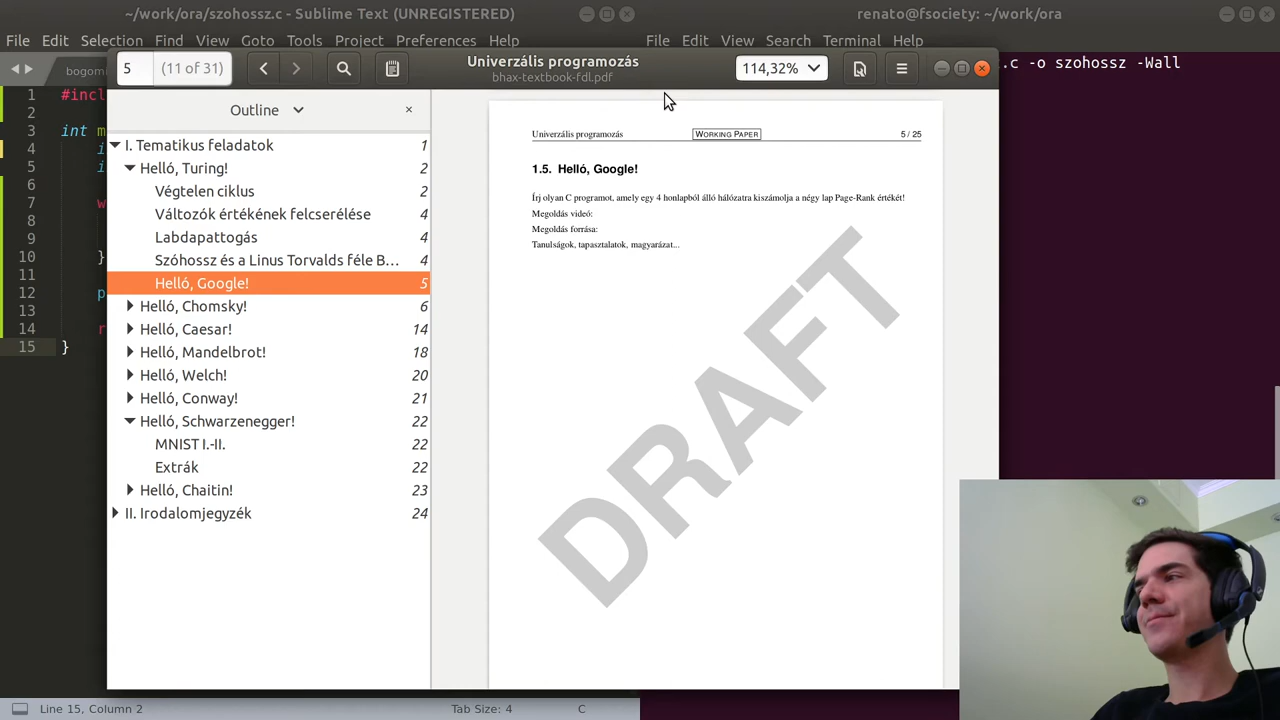 ~/work/ora/szohossz.c - Sublime Text (UNREGISTERED)
renato@fsociety: ~/work/ora
File Edit Selection Find View Goto Tools Project Preferences Help
File Edit View Search Terminal Help
5 (11 of 31)
Univerzális programozás
bhax-textbook-fdl.pdf
114,32%
bogom
.c -o szohossz -Wall
1 #incl
2
3 int m
4 i
5 i
6
7 w
8
9
10 }
11
12 p
13
14 r
15 }
Outline
I. Tematikus feladatok 1
Helló, Turing! 2
Végtelen ciklus 2
Változók értékének felcserélése 4
Labdapattogás 4
Szóhossz és a Linus Torvalds féle B... 4
Helló, Google! 5
Helló, Chomsky! 6
Helló, Caesar! 14
Helló, Mandelbrot! 18
Helló, Welch! 20
Helló, Conway! 21
Helló, Schwarzenegger! 22
MNIST I.-II. 22
Extrák 22
Helló, Chaitin! 23
II. Irodalomjegyzék 24
Univerzális programozás WORKING PAPER 5 / 25
1.5. Helló, Google!
Írj olyan C programot, amely egy 4 honlapból álló hálózatra kiszámolja a négy lap Page-Rank értékét!
Megoldás videó:
Megoldás forrása:
Tanulságok, tapasztalatok, magyarázat...
DRAFT
Line 15, Column 2 Tab Size: 4 C